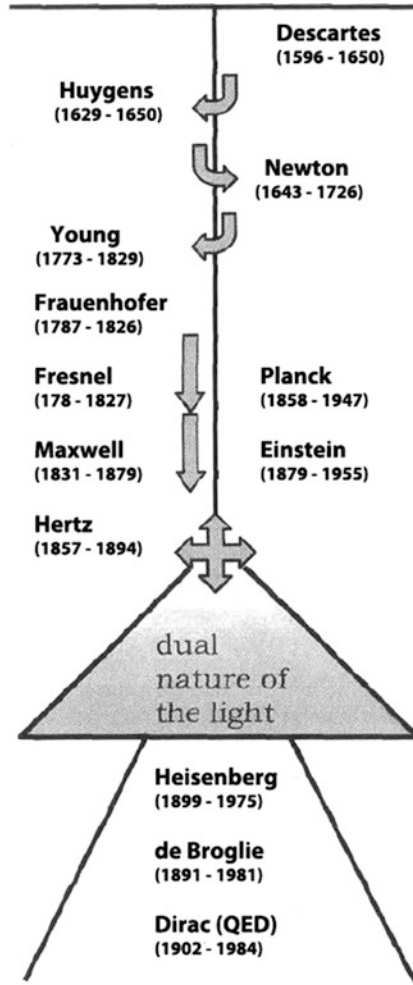 Descartes
(1596 - 1650)
Huygens
(1629 - 1650)
Newton
(1643 - 1726)
Young
(1773 - 1829)
Frauenhofer
(1787 - 1826)
Fresnel
(178 - 1827)
Planck
(1858 - 1947)
Maxwell
(1831 - 1879)
Einstein
(1879 - 1955)
Hertz
(1857 - 1894)
dual
nature of
the light
Heisenberg
(1899 - 1975)
de Broglie
(1891 - 1981)
Dirac (QED)
(1902 - 1984)